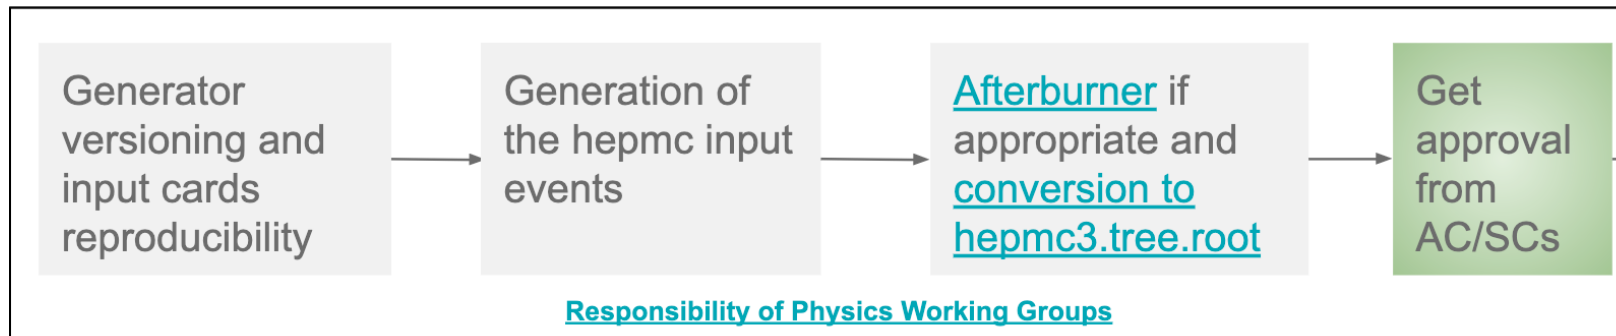 Generator
versioning and
input cards
reproducibility
Generation of
the hepmc input
events
Afterburner if
appropriate and
conversion to
hepmc3.tree.root
Get
approval
from
AC/SCs
Responsibility of Physics Working Groups